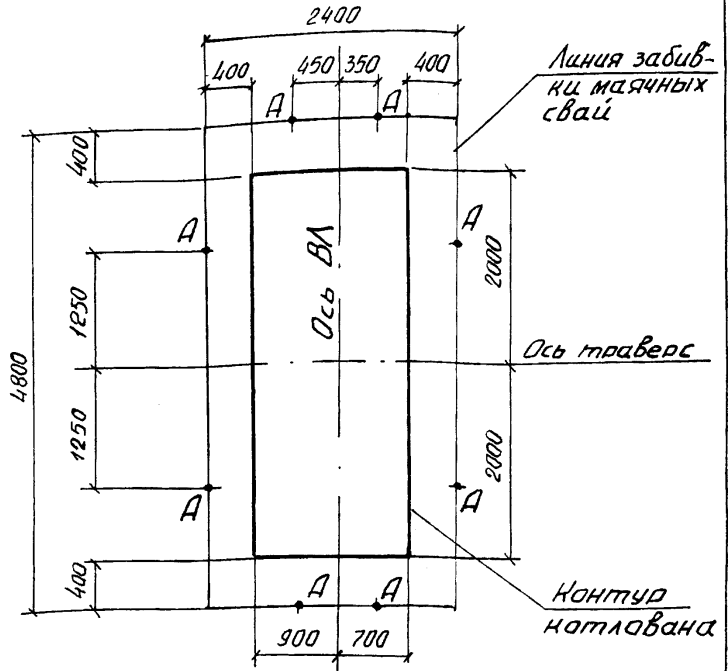 2400
400
450
350
400
Линия забив-
ки маячных
свай
А
А
400
А
А
Ось ВЛ
2000
1250
4800
Ось траверс
1250
2000
А
А
400
А
А
Контур
котлована
900
700